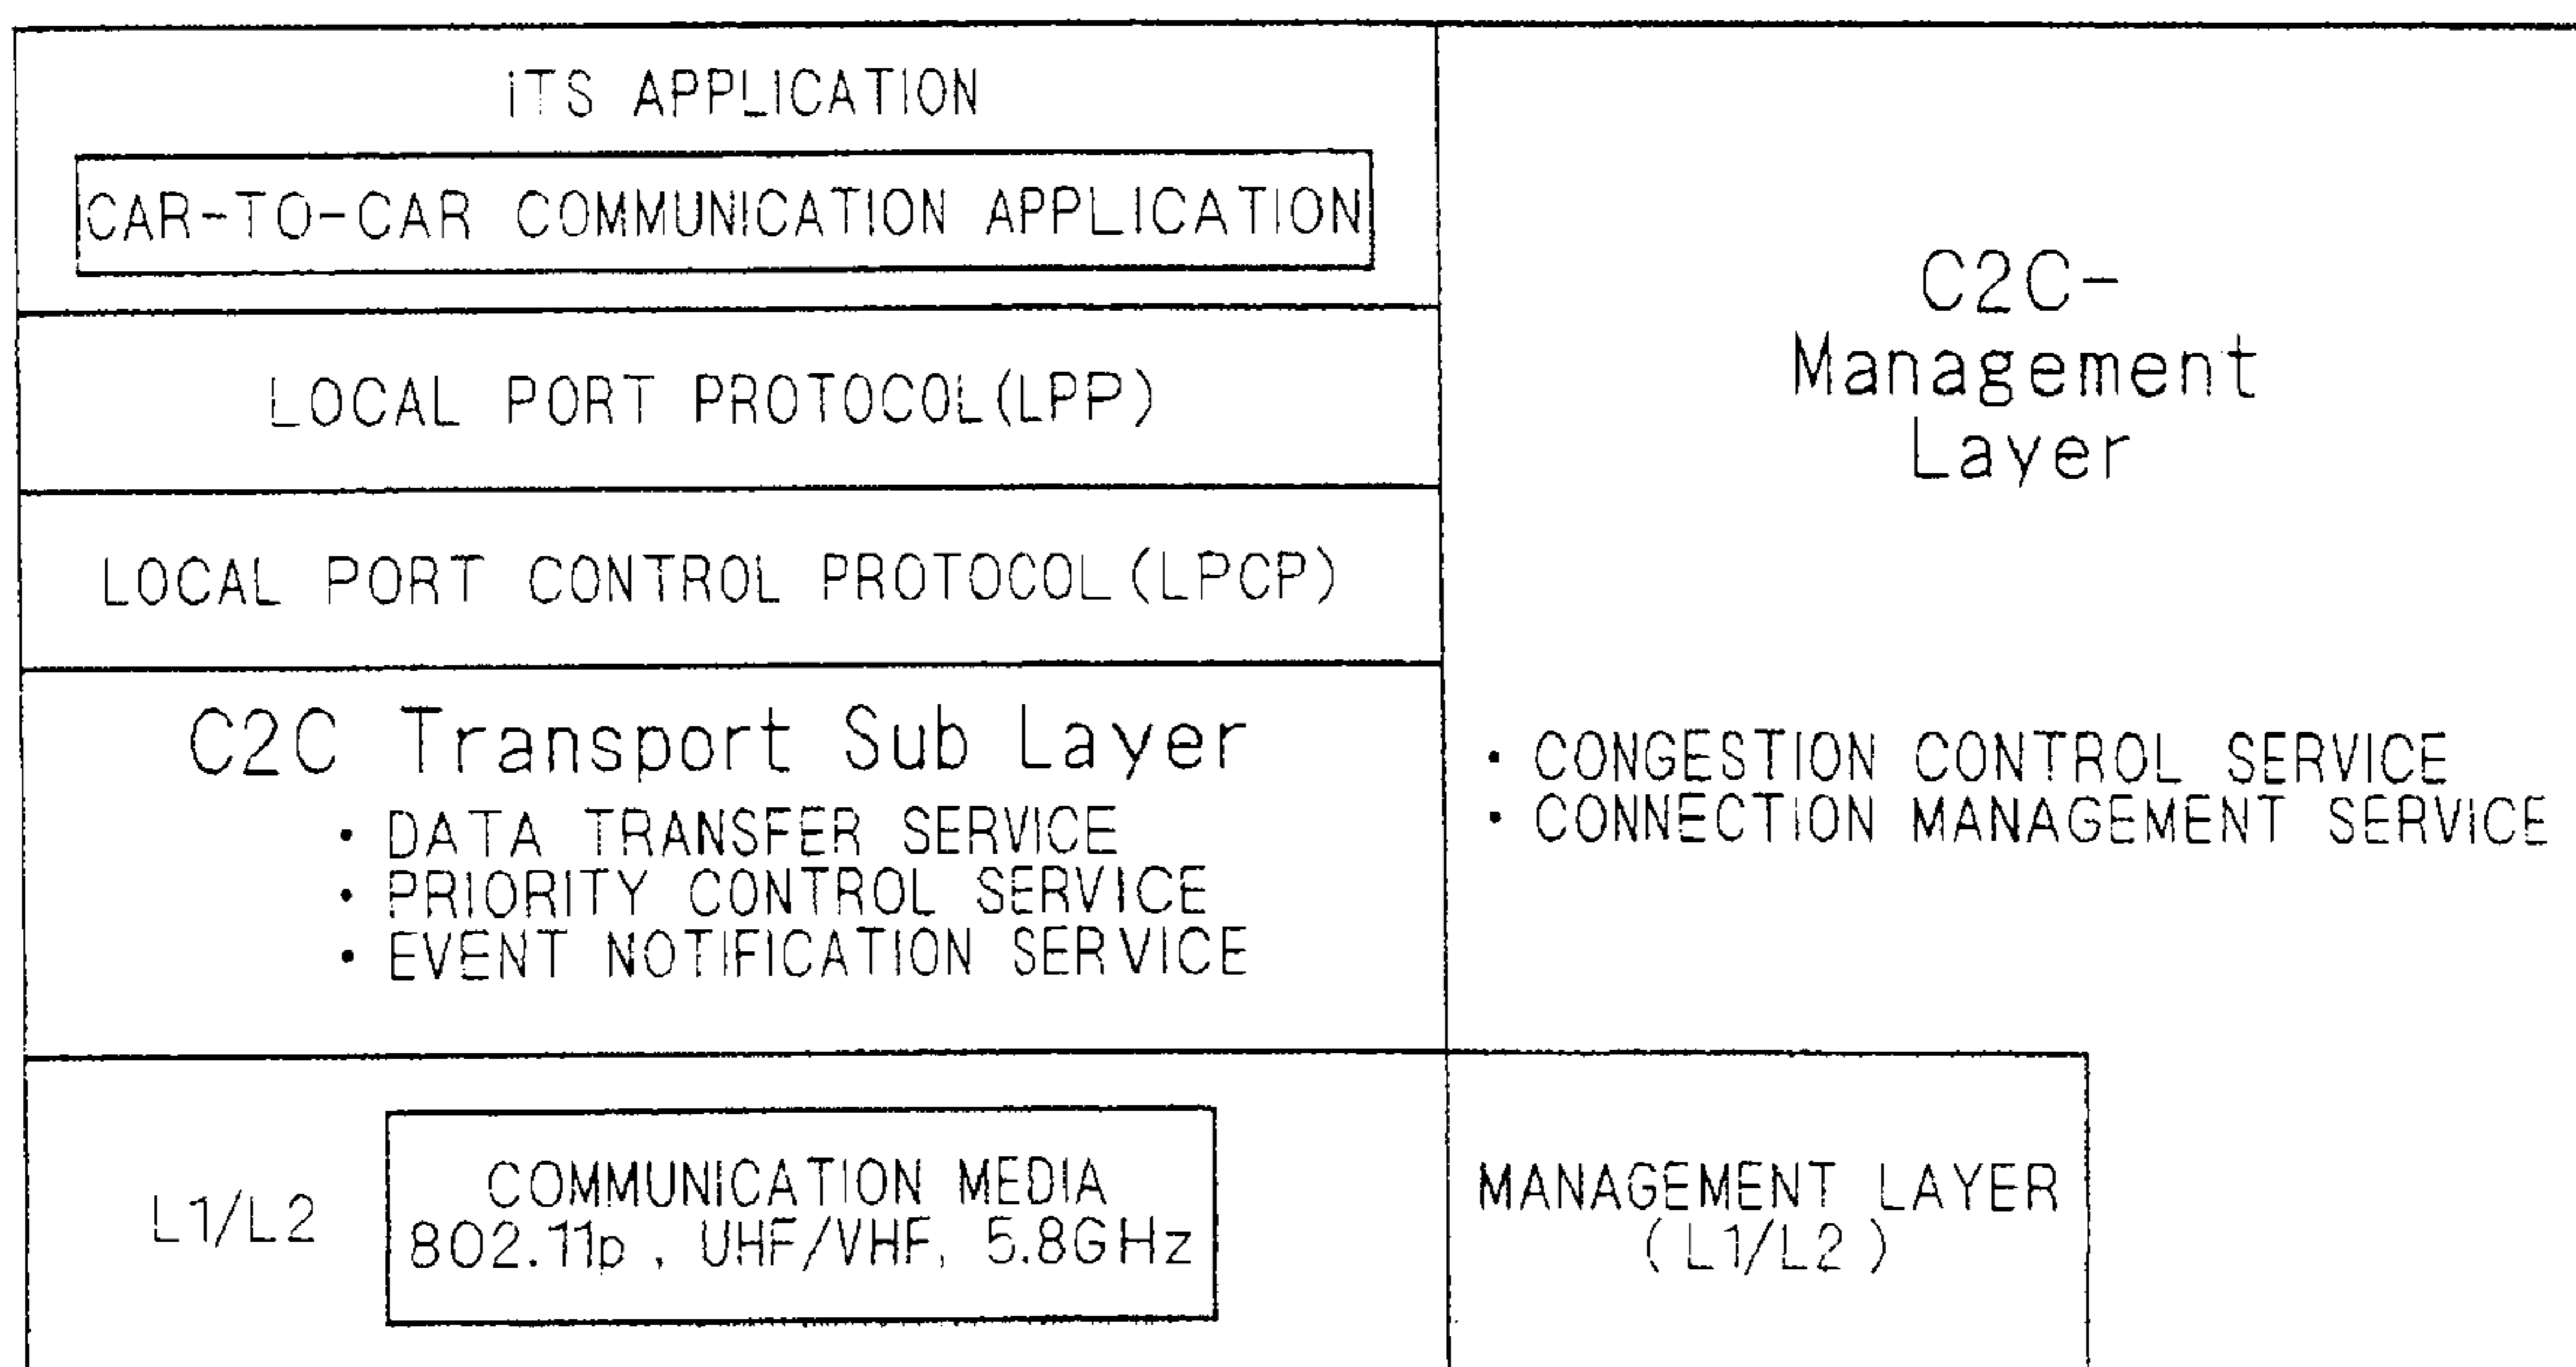 ITS APPLICATION
CAR-TO-CAR COMMUNICATION APPLICATION
LOCAL PORT PROTOCOL(LPP)
LOCAL PORT CONTROL PROTOCOL(LPCP)
C2C Transport Sub Layer
・DATA TRANSFER SERVICE
・PRIORITY CONTROL SERVICE
・EVENT NOTIFICATION SERVICE
L1/L2
COMMUNICATION MEDIA
802.11p, UHF/VHF, 5.8GHz
C2C-
Management
Layer
・CONGESTION CONTROL SERVICE
・CONNECTION MANAGEMENT SERVICE
MANAGEMENT LAYER
(L1/L2)